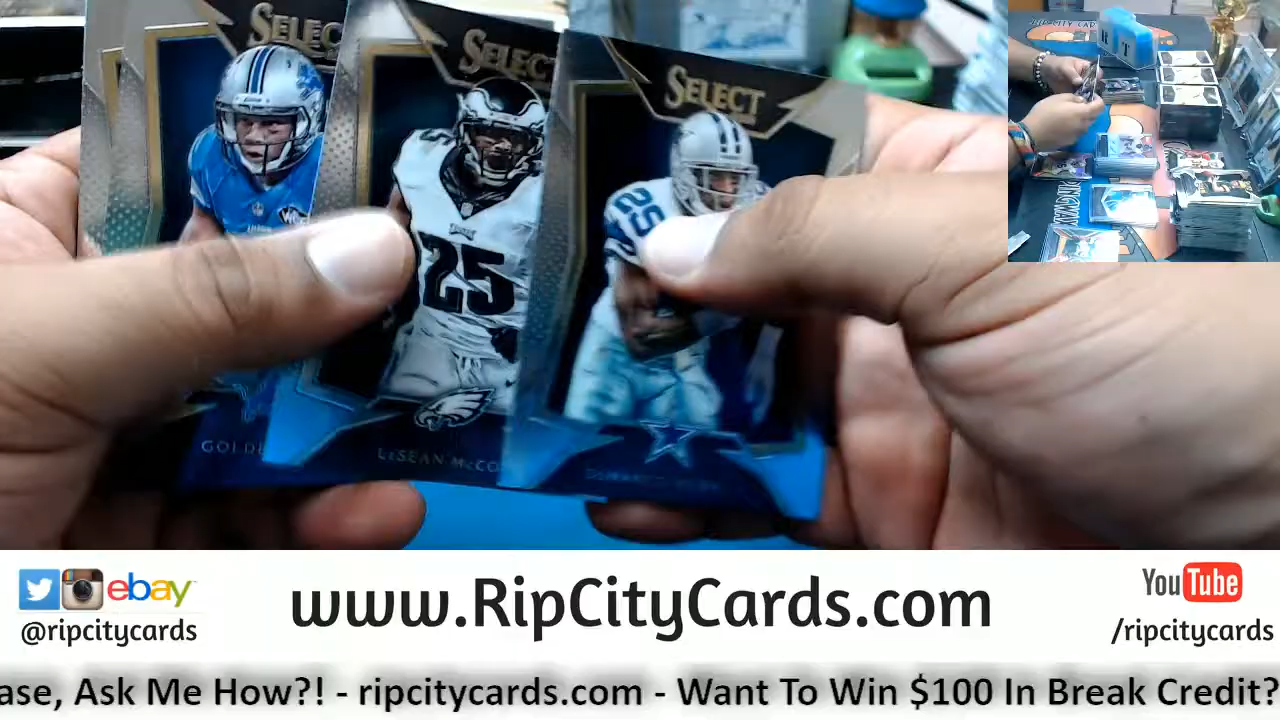 SELECT
SELECT
SELECT
25
LESEAN MCCO
www.RipCityCards.com
ebay
@ripcitycards
YouTube
/ripcitycards
ase, Ask Me How?! - ripcitycards.com - Want To Win $100 In Break Credit?